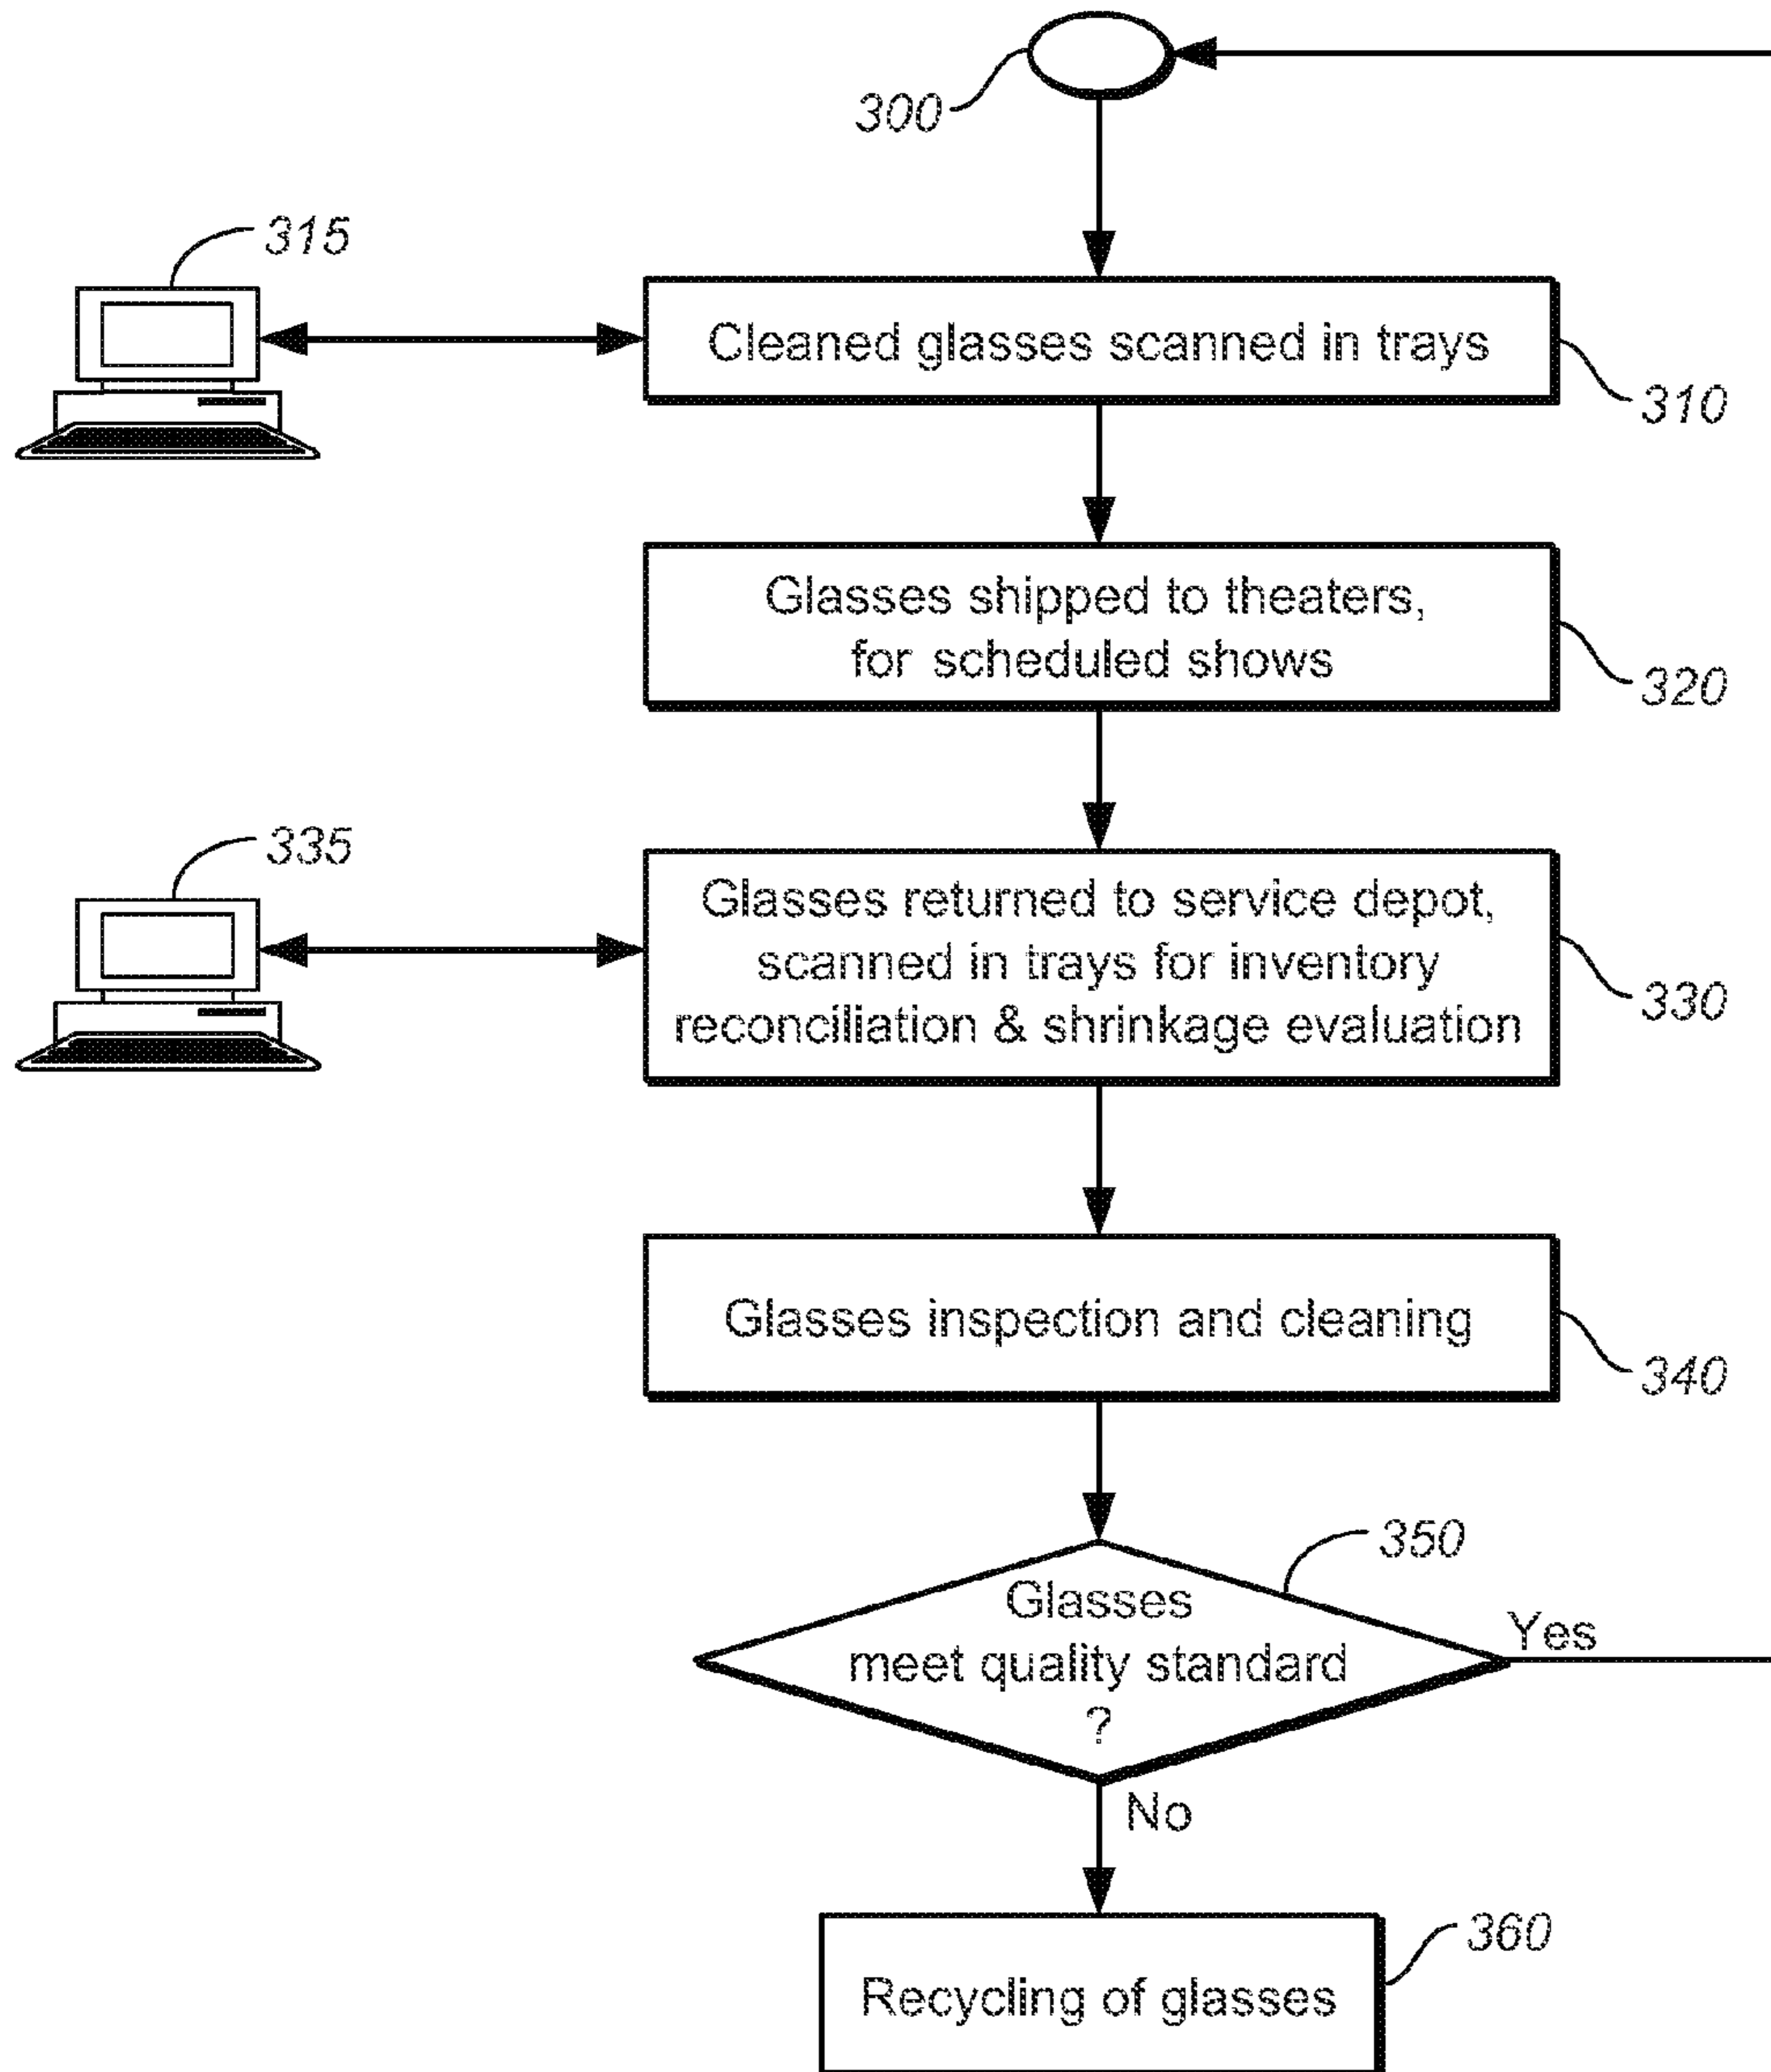 300
315
Cleaned glasses scanned in trays
310
Glasses shipped to theaters,
for scheduled shows
320
335
Glasses returned to service depot,
scanned in trays for inventory
reconciliation & shrinkage evaluation
330
Glasses inspection and cleaning
340
350
Glasses
meet quality standard
?
Yes
No
360
Recycling of glasses